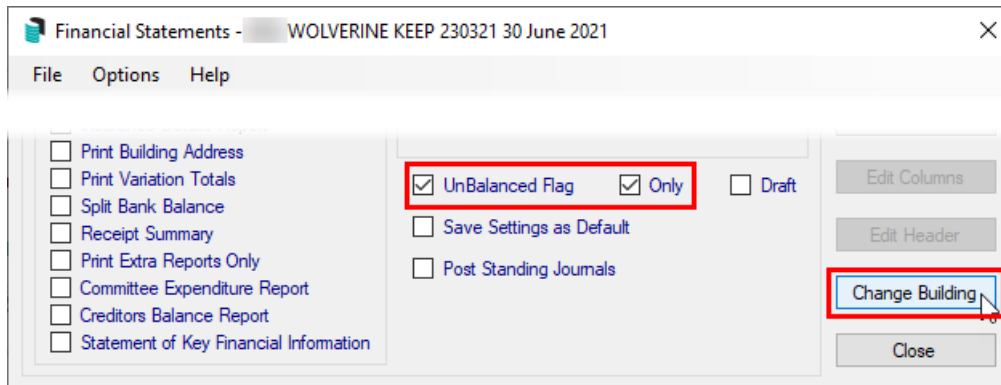 Financial Statements - WOLVERINE KEEP 230321 30 June 2021
File Options Help
Print Building Address
Print Variation Totals
Split Bank Balance
Receipt Summary
Print Extra Reports Only
Committee Expenditure Report
Creditors Balance Report
Statement of Key Financial Information
UnBalanced Flag Only Draft
Save Settings as Default
Post Standing Journals
Edit Columns
Edit Header
Change Building
Close